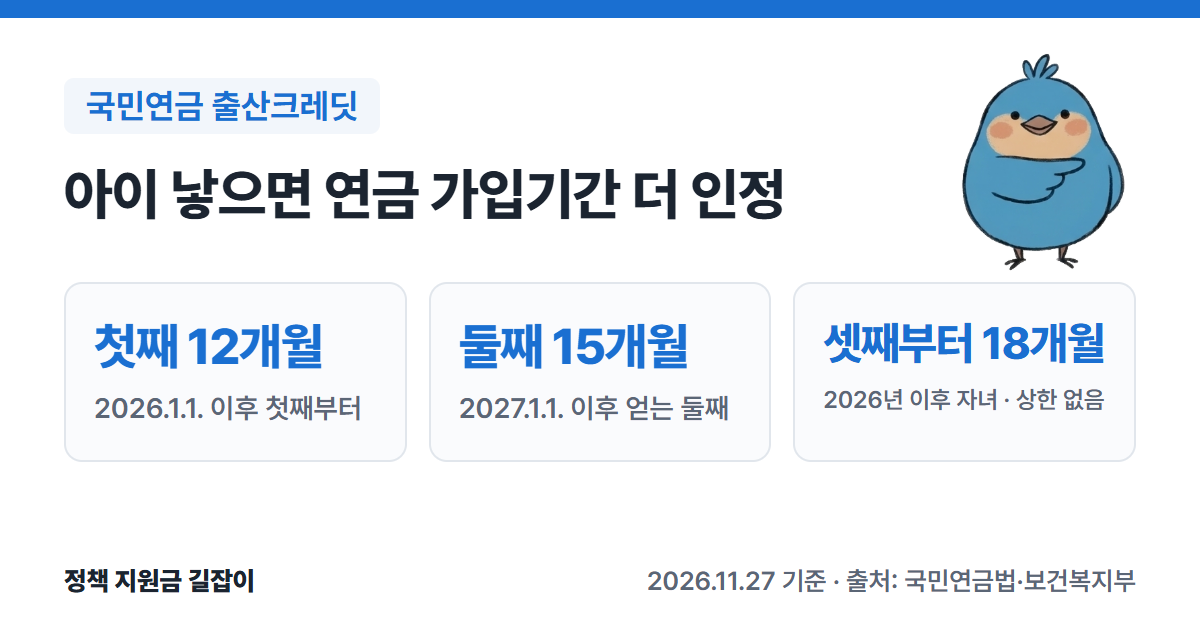 국민연금 출산크레딧
아이 낳으면 연금 가입기간 더 인정
첫째 12개월
2026.1.1. 이후 첫째부터
둘째 15개월
2027.1.1. 이후 얻는 둘째
셋째부터 18개월
2026년 이후 자녀 · 상한 없음
정책 지원금 길잡이
2026.11.27 기준 · 출처: 국민연금법·보건복지부